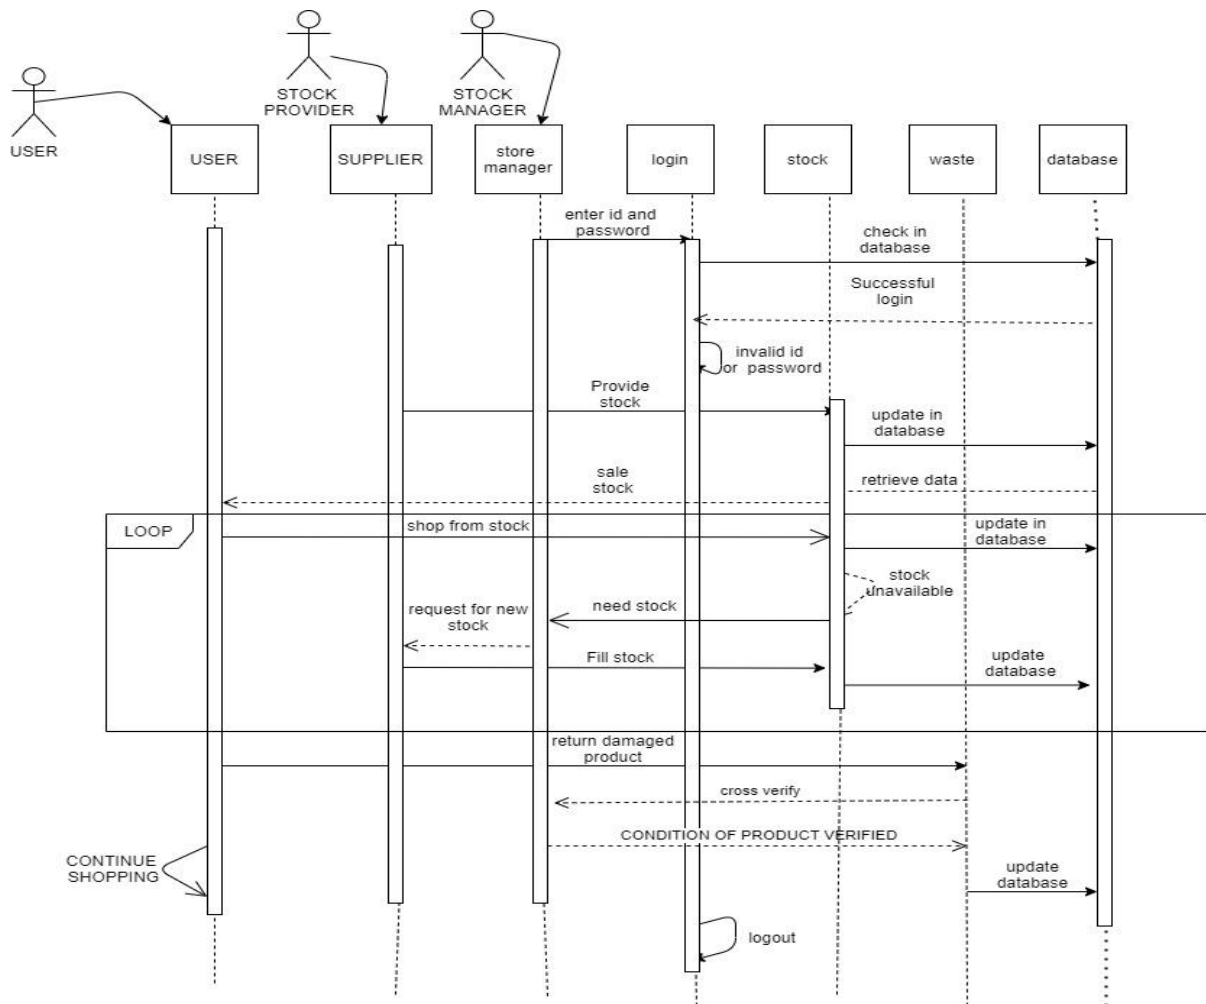 STOCK
PROVIDER
STOCK
MANAGER
USER
USER
SUPPLIER
store
manager
login
stock
waste
database
enter id and
password
check in
database
Successful
login
invalid id
or password
Provide
stock
update in
database
sale
stock
retrieve data
LOOP
shop from stock
update in
database
stock
unavailable
need stock
request for new
stock
Fill stock
update
database
return damaged
product
cross verify
CONDITION OF PRODUCT VERIFIED
CONTINUE
SHOPPING
update
database
logout